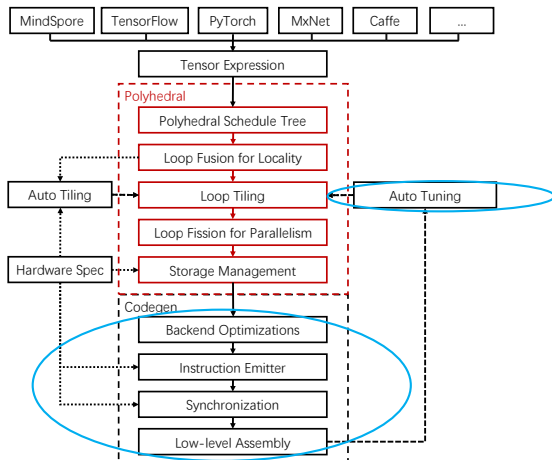 MindSpore
TensorFlow
PyTorch
MxNet
Caffe
...
Tensor Expression
Polyhedral
Polyhedral Schedule Tree
Loop Fusion for Locality
Auto Tiling
Loop Tiling
Auto Tuning
Loop Fission for Parallelism
Hardware Spec
Storage Management
Codegen
Backend Optimizations
Instruction Emitter
Synchronization
Low-level Assembly